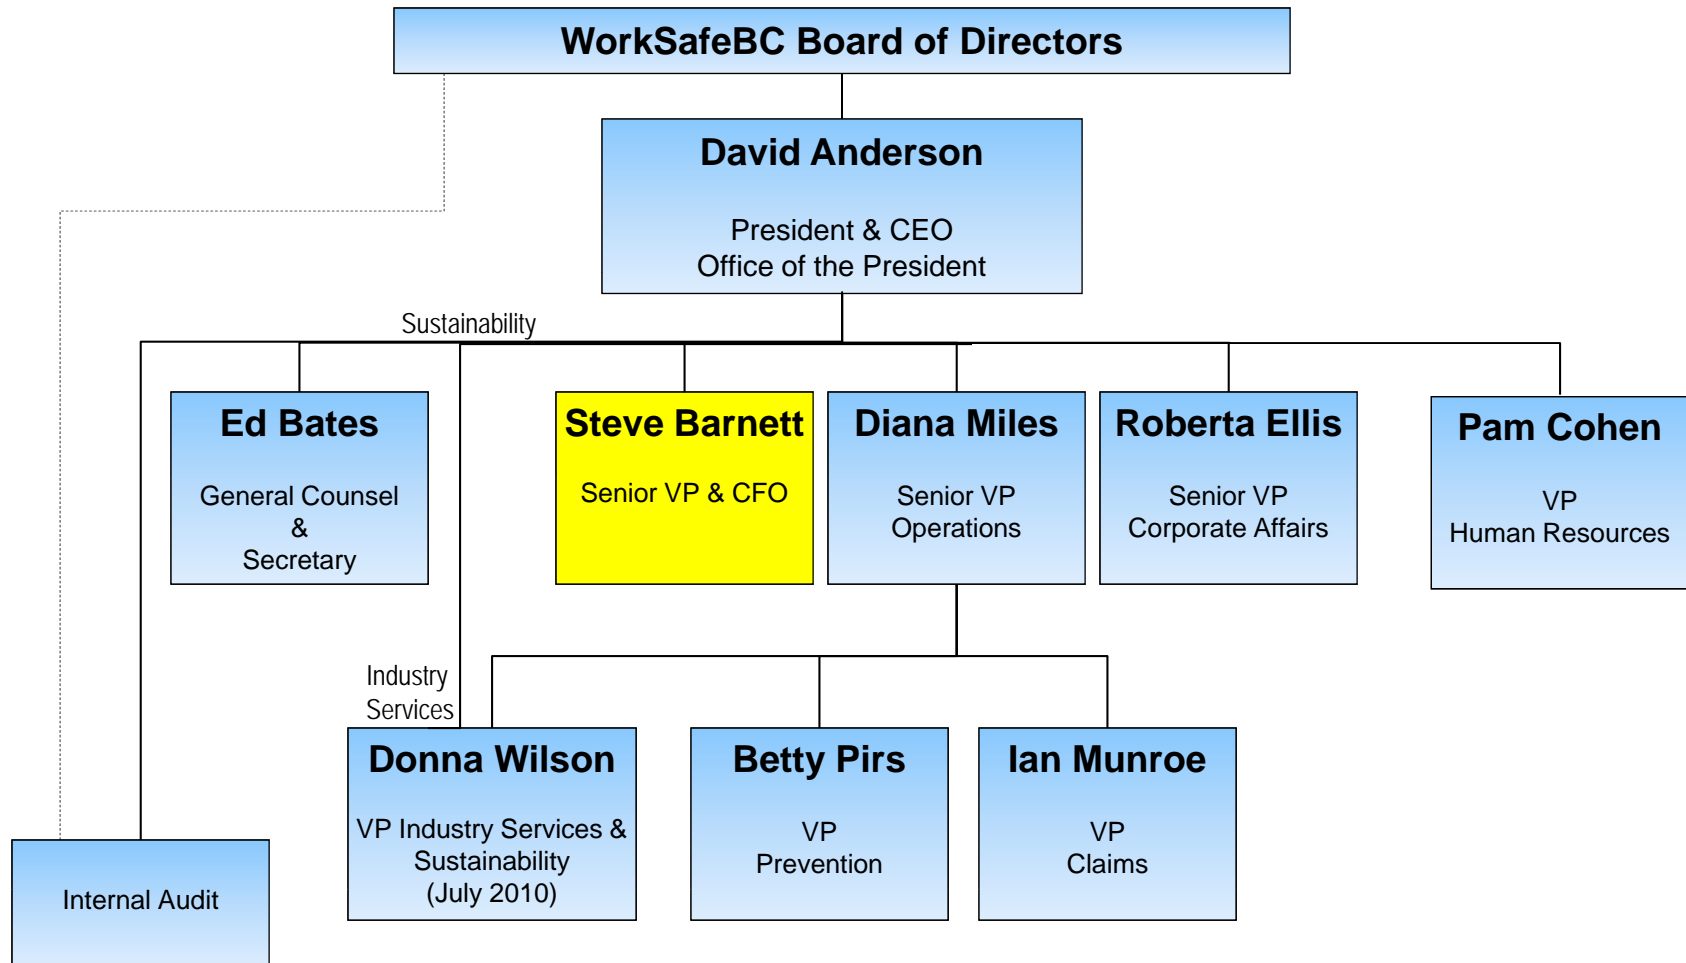 WorkSafeBC Board of Directors
David Anderson
President & CEO
Office of the President
Sustainability
Ed Bates
General Counsel
&
Secretary
Steve Barnett
Senior VP & CFO
Diana Miles
Senior VP
Operations
Roberta Ellis
Senior VP
Corporate Affairs
Pam Cohen
VP
Human Resources
Industry
Services
Donna Wilson
VP Industry Services &
Sustainability
(July 2010)
Betty Pirs
VP
Prevention
Ian Munroe
VP
Claims
Internal Audit